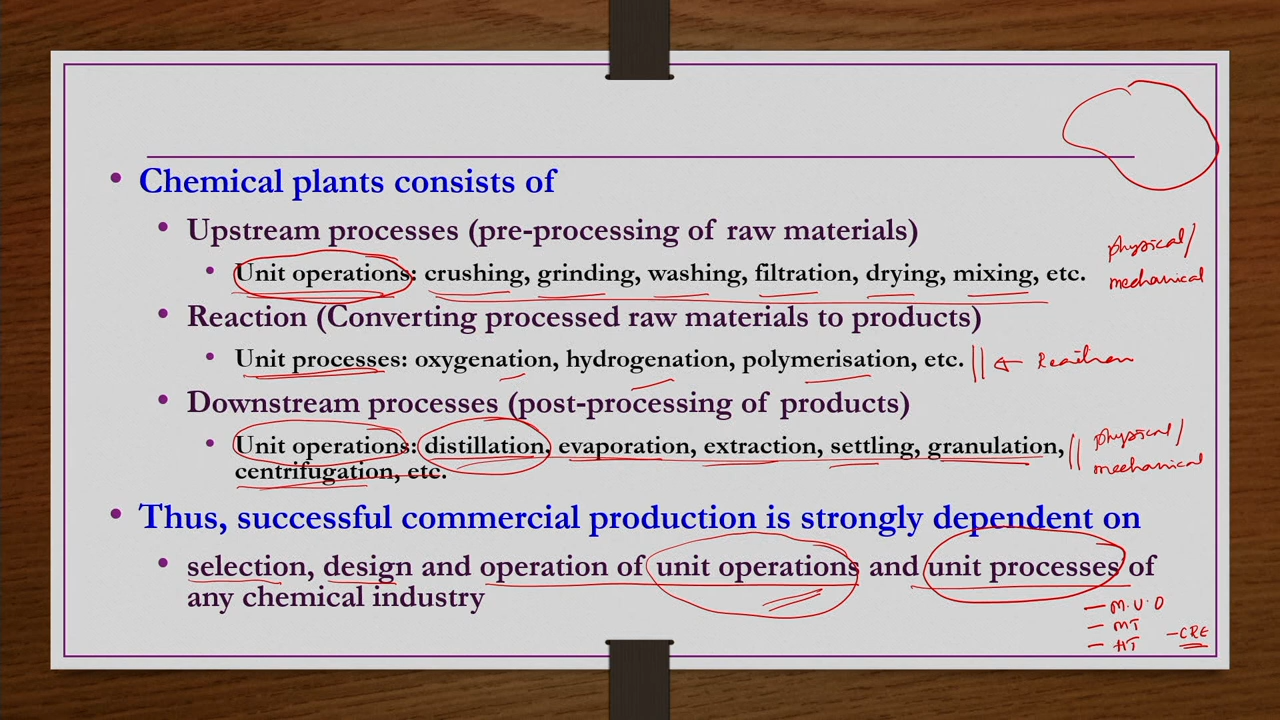 Chemical plants consists of
Upstream processes (pre-processing of raw materials)
Unit operations: crushing, grinding, washing, filtration, drying, mixing, etc.
physical/
mechanical
Reaction (Converting processed raw materials to products)
Unit processes: oxygenation, hydrogenation, polymerisation, etc.
Reaction
Downstream processes (post-processing of products)
Unit operations: distillation, evaporation, extraction, settling, granulation,
centrifugation, etc.
physical/
mechanical
Thus, successful commercial production is strongly dependent on
selection, design and operation of unit operations and unit processes of
any chemical industry
— M.U.O
— MT
— HT
— CRE